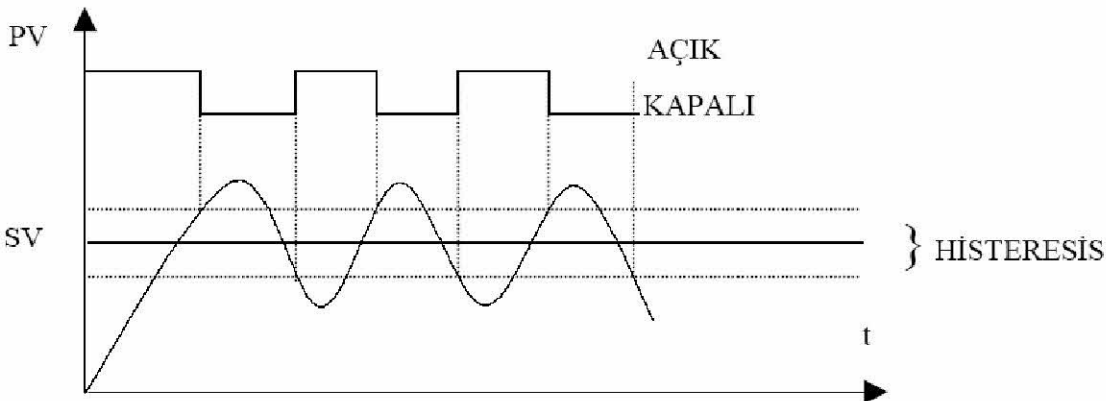 PV
AÇIK
KAPALI
SV
} HİSTERESİS
t